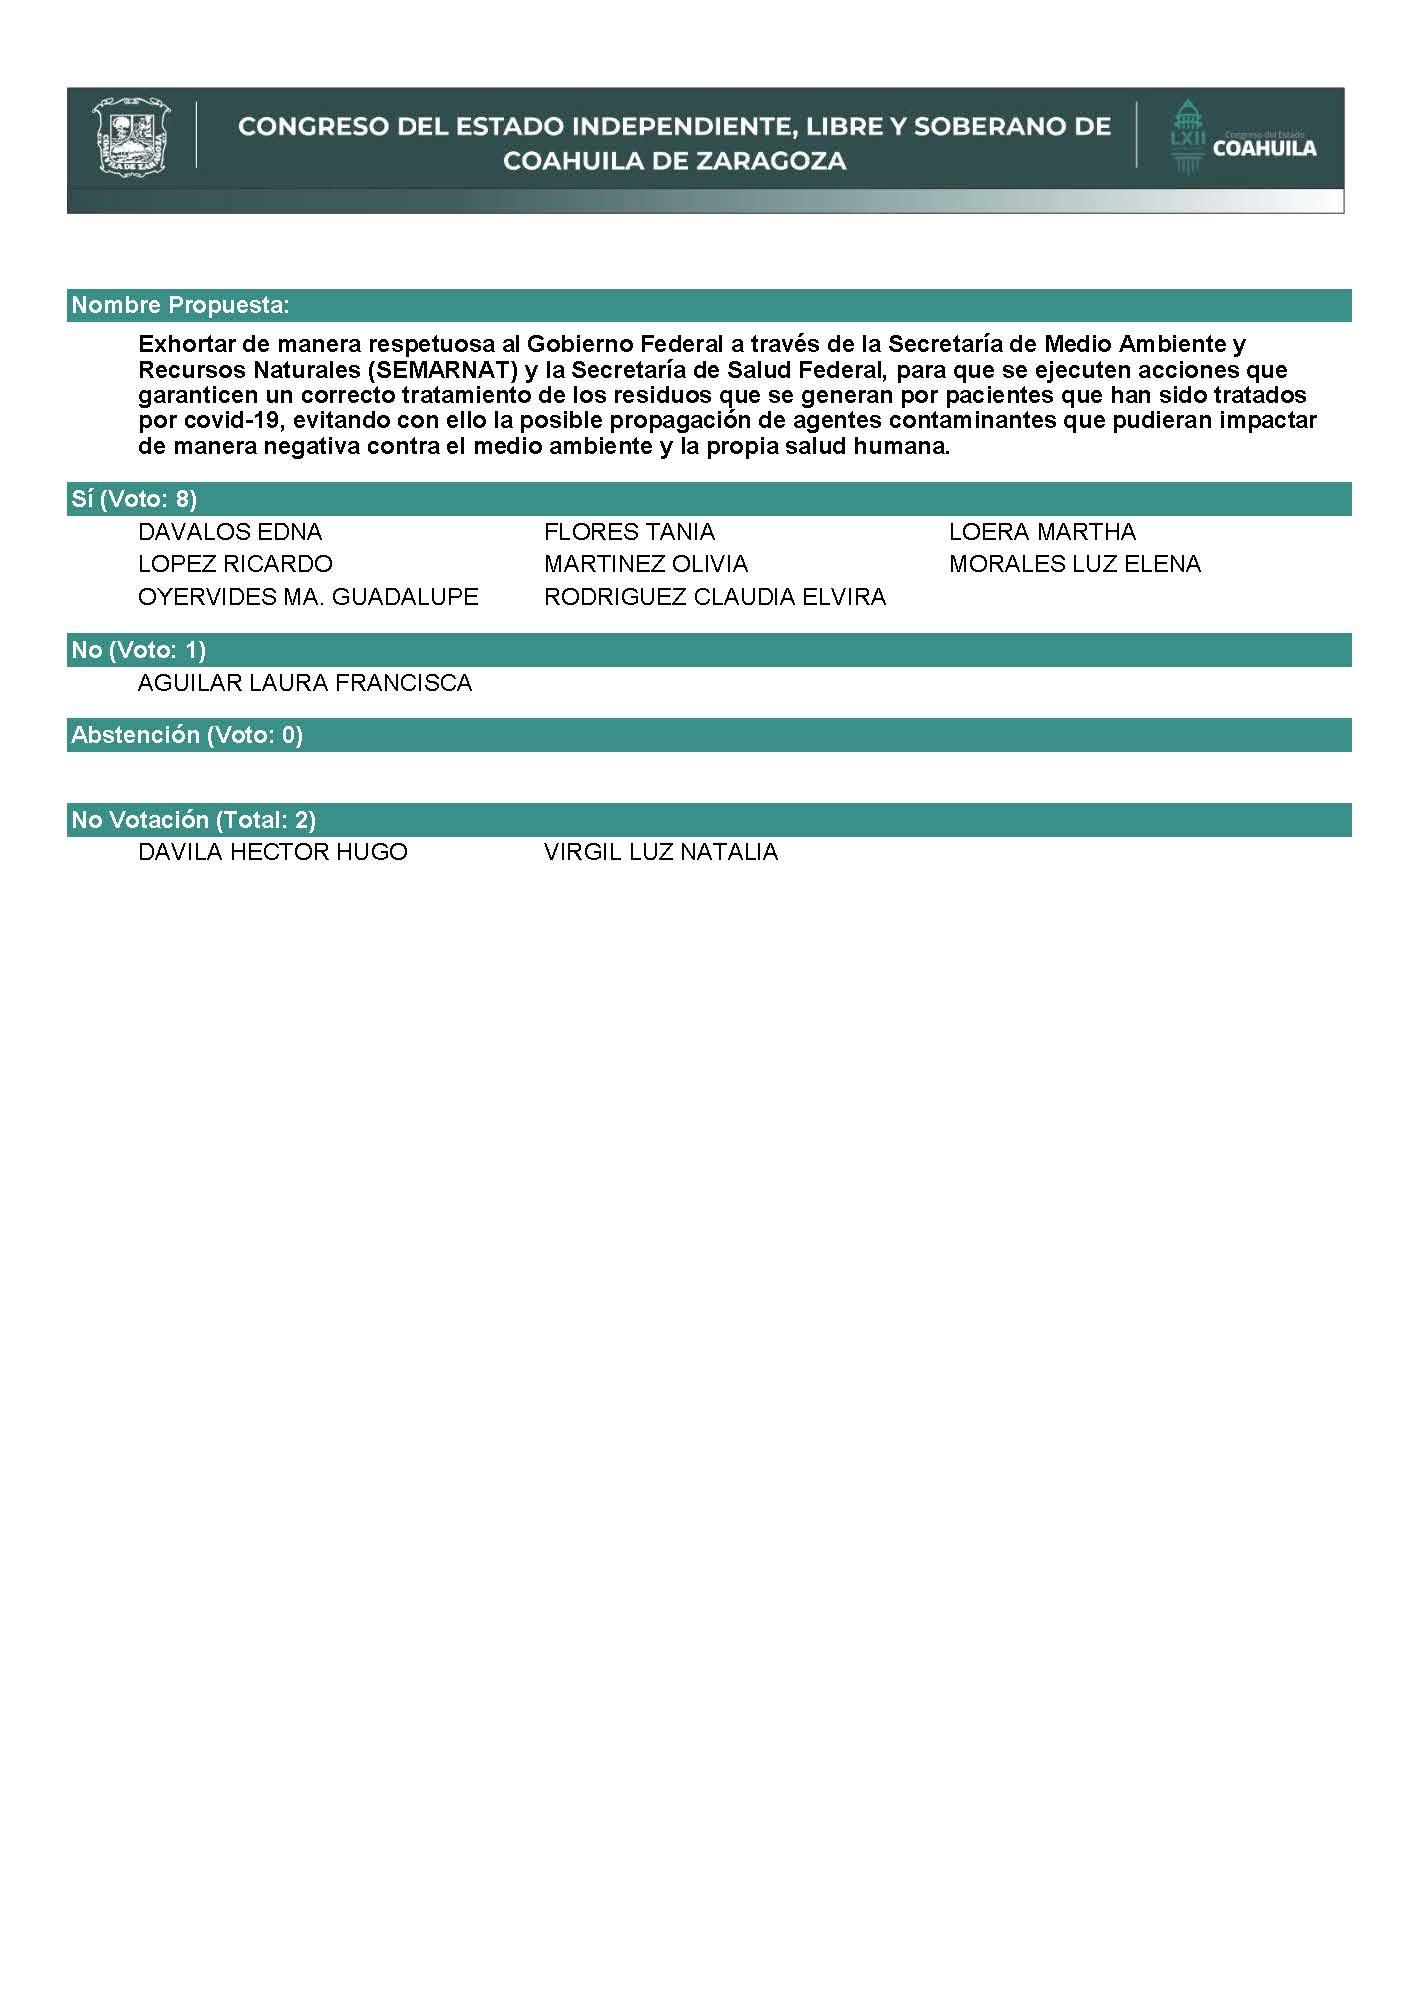 CONGRESO DEL ESTADO INDEPENDIENTE, LIBRE Y SOBERANO DE
COAHUILA DE ZARAGOZA
LXII
Congreso del Estado
COAHUILA
Nombre Propuesta:
Exhortar de manera respetuosa al Gobierno Federal a través de la Secretaría de Medio Ambiente y
Recursos Naturales (SEMARNAT) y la Secretaría de Salud Federal, para que se ejecuten acciones que
garanticen un correcto tratamiento de los residuos que se generan por pacientes que han sido tratados
por covid-19, evitando con ello la posible propagación de agentes contaminantes que pudieran impactar
de manera negativa contra el medio ambiente y la propia salud humana.
Sí (Voto: 8)
DAVALOS EDNA FLORES TANIA LOERA MARTHA
LOPEZ RICARDO MARTINEZ OLIVIA MORALES LUZ ELENA
OYERVIDES MA. GUADALUPE RODRIGUEZ CLAUDIA ELVIRA
No (Voto: 1)
AGUILAR LAURA FRANCISCA
Abstención (Voto: 0)
No Votación (Total: 2)
DAVILA HECTOR HUGO VIRGIL LUZ NATALIA